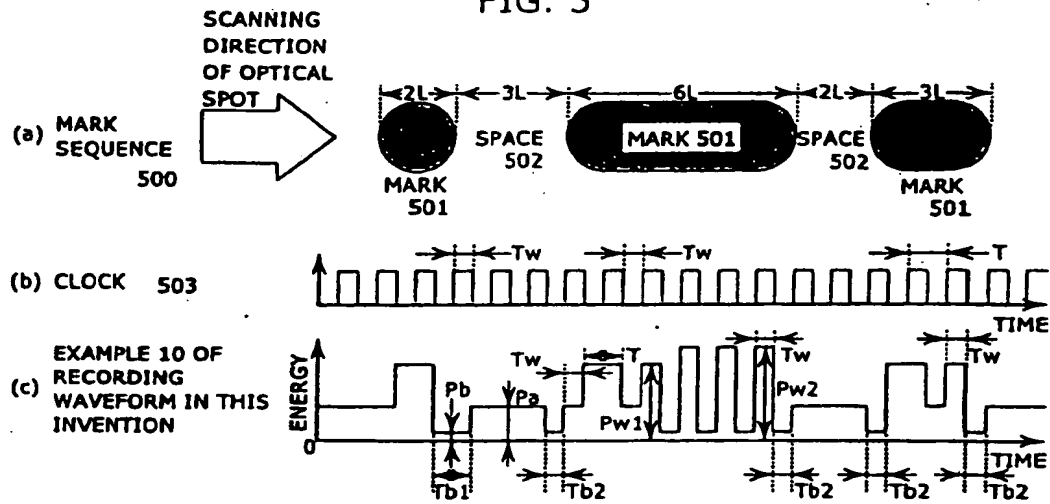 FIG. 5
SCANNING
DIRECTION
OF OPTICAL
SPOT
(a) MARK
SEQUENCE
500
2L 3L 6L 2L 3L
SPACE
502
MARK 501
SPACE
502
MARK
501
MARK
501
(b) CLOCK 503
Tw Tw T
TIME
(c) EXAMPLE 10 OF
RECORDING
WAVEFORM IN THIS
INVENTION
ENERGY
0
Pb Pa Tw T Pw1 Pw2 Tw Tw
TIME
Tb1 Tb2 Tb2 Tb2 Tb2